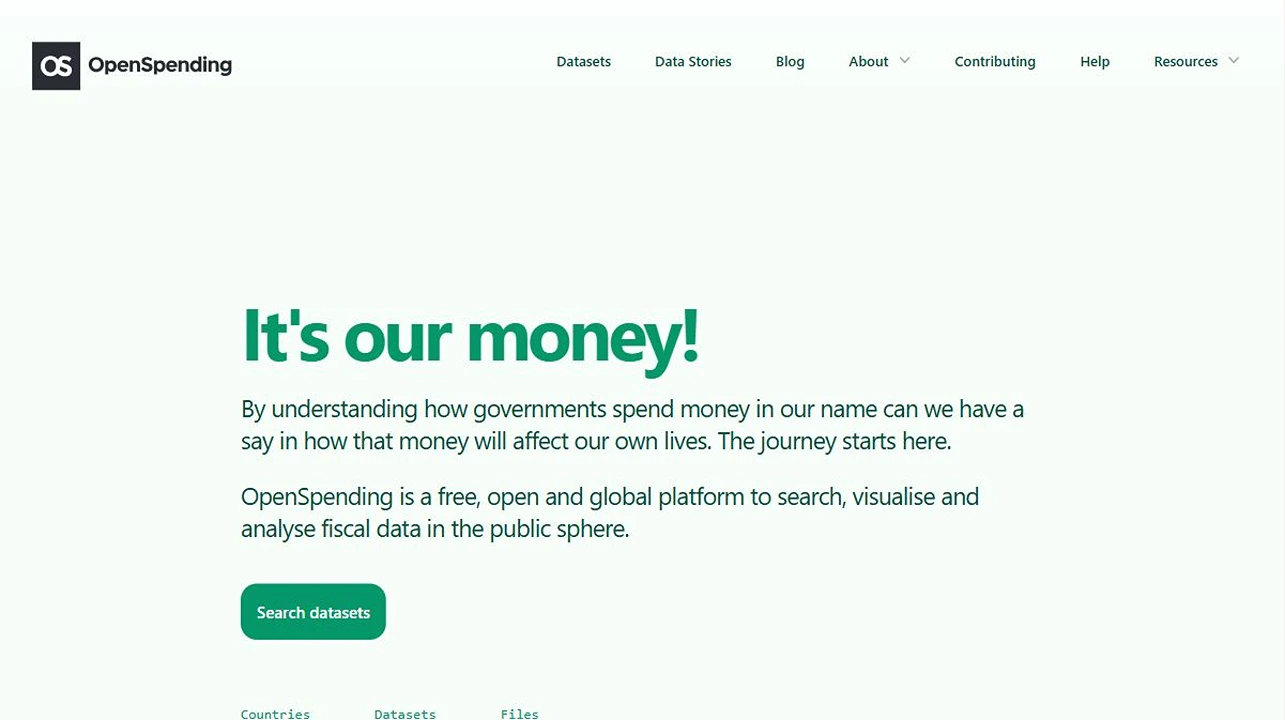 OS OpenSpending
Datasets Data Stories Blog About Contributing Help Resources
It's our money!
By understanding how governments spend money in our name can we have a
say in how that money will affect our own lives. The journey starts here.
OpenSpending is a free, open and global platform to search, visualise and
analyse fiscal data in the public sphere.
Search datasets
Countries Datasets Files